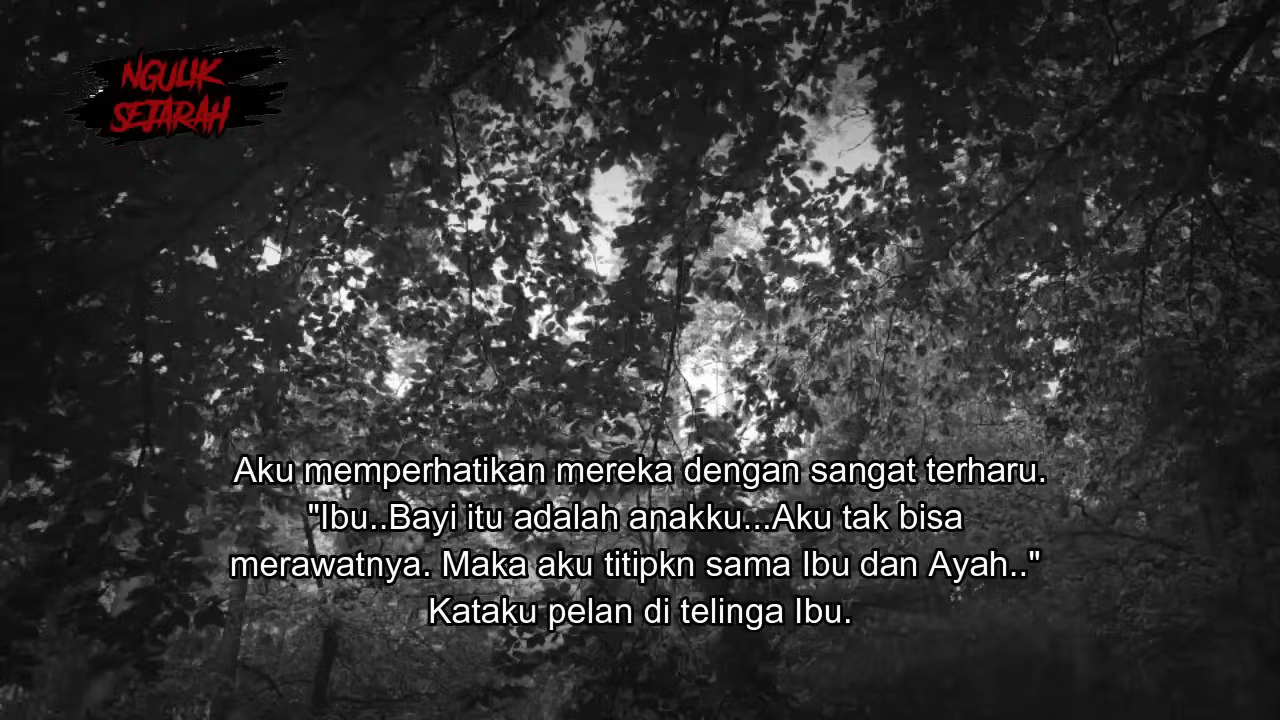 NGULIK
SEJARAH
Aku memperhatikan mereka dengan sangat terharu.
"Ibu..Bayi itu adalah anakku...Aku tak bisa
merawatnya. Maka aku titipkn sama Ibu dan Ayah.."
Kataku pelan di telinga Ibu.